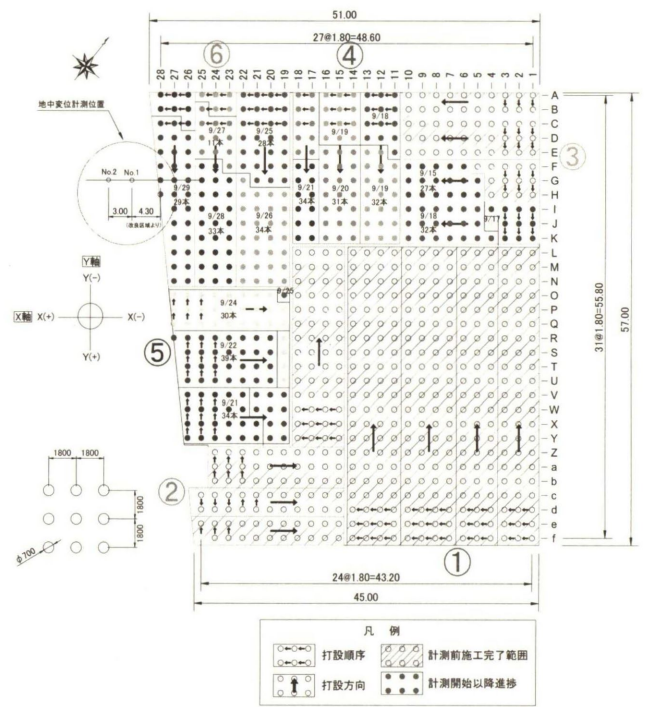 51.00
27@1.80=48.60
⑥ ④
28 27 26 25 24 23 22 21 20 19 18 17 16 15 14 13 12 11 10 9 8 7 6 5 4 3 2 1
地中変位計測位置
No.2 No.1
3.00 4.30
(改良区域より)
Y軸
Y(-)
X軸 X(+) X(-)
Y(+)
9/27
11本
9/25
28本
9/19
9/18
9/29
29本
9/28
33本
9/26
34本
9/21
34本
9/20
31本
9/19
32本
9/15
27本
9/18
32本
9/17
9/25
9/24
30本
9/22
39本
9/21
34本
③
⑤
②
①
A
B
C
D
E
F
G
H
I
J
K
L
M
N
O
P
Q
R
S
T
U
V
W
X
Y
Z
a
b
c
d
e
f
31@1.80=55.80
57.00
1800 1800
1800
1800
φ700
24@1.80=43.20
45.00
凡 例
打設順序 計測前施工完了範囲
打設方向 計測開始以降進捗